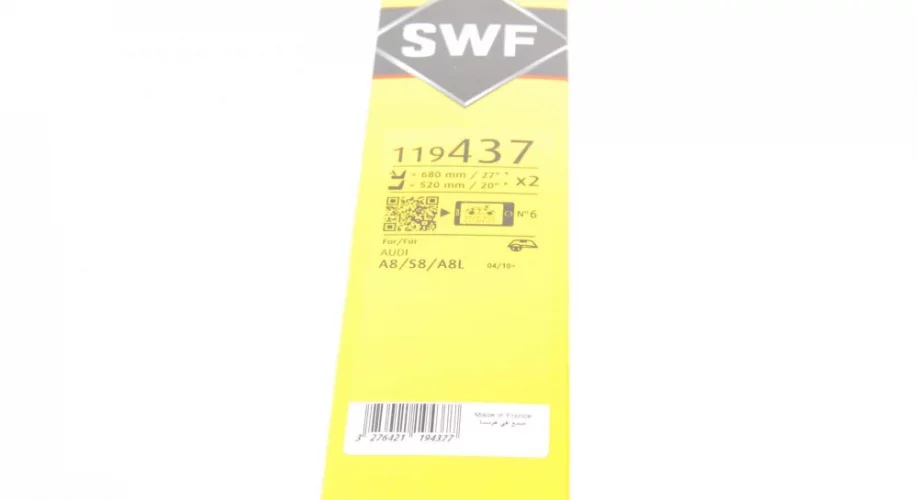 SWF
119437
= 680 mm / 27" *
= 520 mm / 20" *
x2
N°6
For/Für
AUDI
A8/S8/A8L 04/10-
Made in France
صنع في فرنسا
3 276421 194377